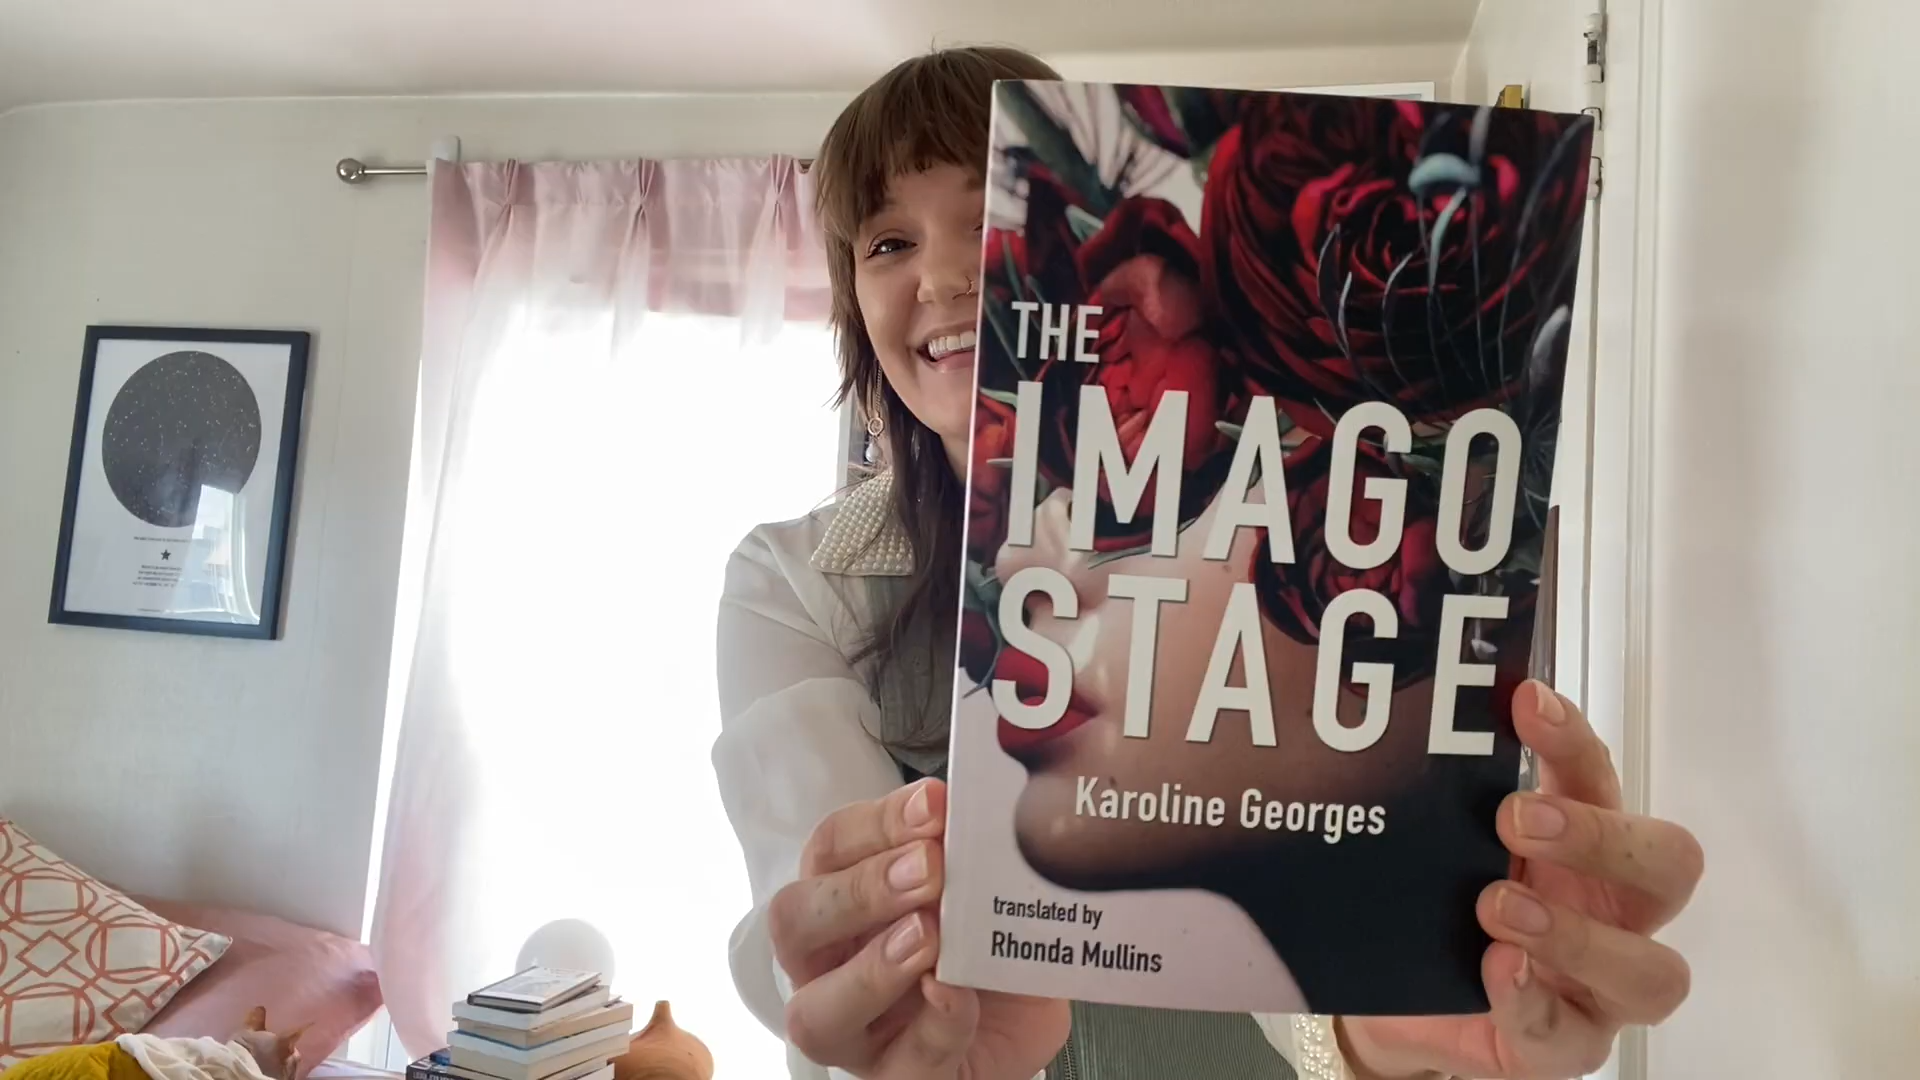 THE
IMAGO
STAGE
Karoline Georges
translated by
Rhonda Mullins